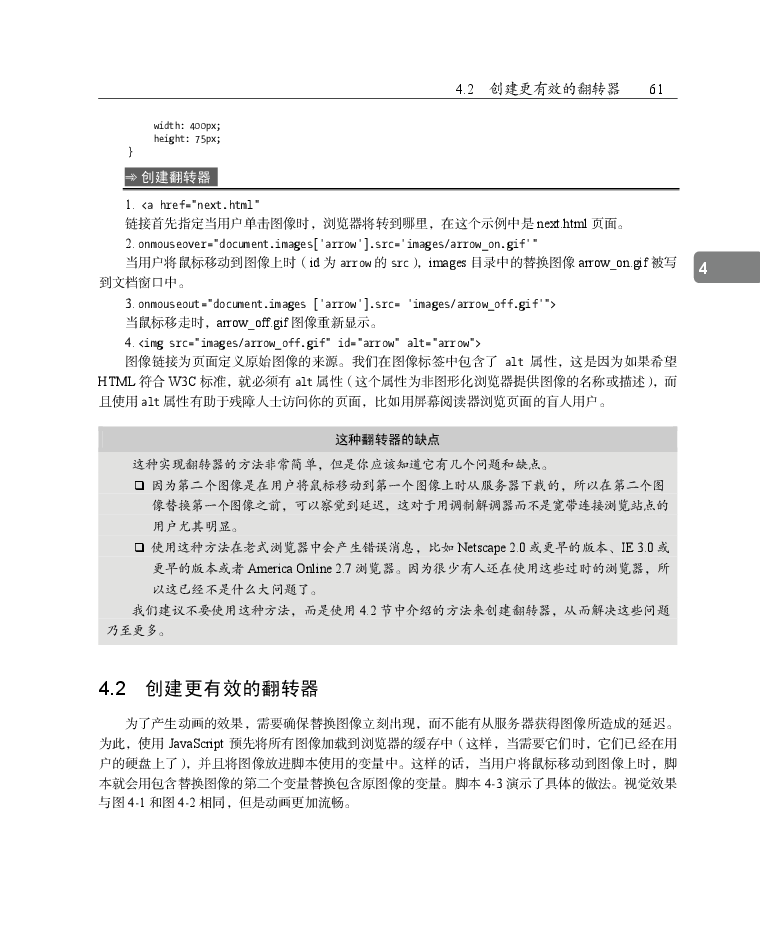 4.2 创建更有效的翻转器 61
width: 400px;
height: 75px;
}
创建翻转器
1. <a href="next.html"
链接首先指定当用户单击图像时，浏览器将转到哪里，在这个示例中是 next.html 页面。
2. onmouseover="document.images['arrow'].src='images/arrow_on.gif'"
当用户将鼠标移动到图像上时（id 为 arrow 的 src），images 目录中的替换图像 arrow_on.gif 被写
到文档窗口中。
4
3. onmouseout="document.images ['arrow'].src= 'images/arrow_off.gif'">
当鼠标移走时，arrow_off.gif 图像重新显示。
4. <img src="images/arrow_off.gif" id="arrow" alt="arrow">
图像链接为页面定义原始图像的来源。我们在图像标签中包含了 alt 属性，这是因为如果希望
HTML 符合 W3C 标准，就必须有 alt 属性（这个属性为非图形化浏览器提供图像的名称或描述），而
且使用 alt 属性有助于残障人士访问你的页面，比如用屏幕阅读器浏览页面的盲人用户。
这种翻转器的缺点
这种实现翻转器的方法非常简单，但是你应该知道它有几个问题和缺点。
❑ 因为第二个图像是在用户将鼠标移动到第一个图像上时从服务器下载的，所以在第二个图
像替换第一个图像之前，可以察觉到延迟，这对于用调制解调器而不是宽带连接浏览站点的
用户尤其明显。
❑ 使用这种方法在老式浏览器中会产生错误消息，比如 Netscape 2.0 或更早的版本、IE 3.0 或
更早的版本或者 America Online 2.7 浏览器。因为很少有人还在使用这些过时的浏览器，所
以这已经不是什么大问题了。
我们建议不要使用这种方法，而是使用 4.2 节中介绍的方法来创建翻转器，从而解决这些问题
乃至更多。
4.2 创建更有效的翻转器
为了产生动画的效果，需要确保替换图像立刻出现，而不能有从服务器获得图像所造成的延迟。
为此，使用 JavaScript 预先将所有图像加载到浏览器的缓存中（这样，当需要它们时，它们已经在用
户的硬盘上了），并且将图像放进脚本使用的变量中。这样的话，当用户将鼠标移动到图像上时，脚
本就会用包含替换图像的第二个变量替换包含原图像的变量。脚本 4-3 演示了具体的做法。视觉效果
与图 4-1 和图 4-2 相同，但是动画更加流畅。